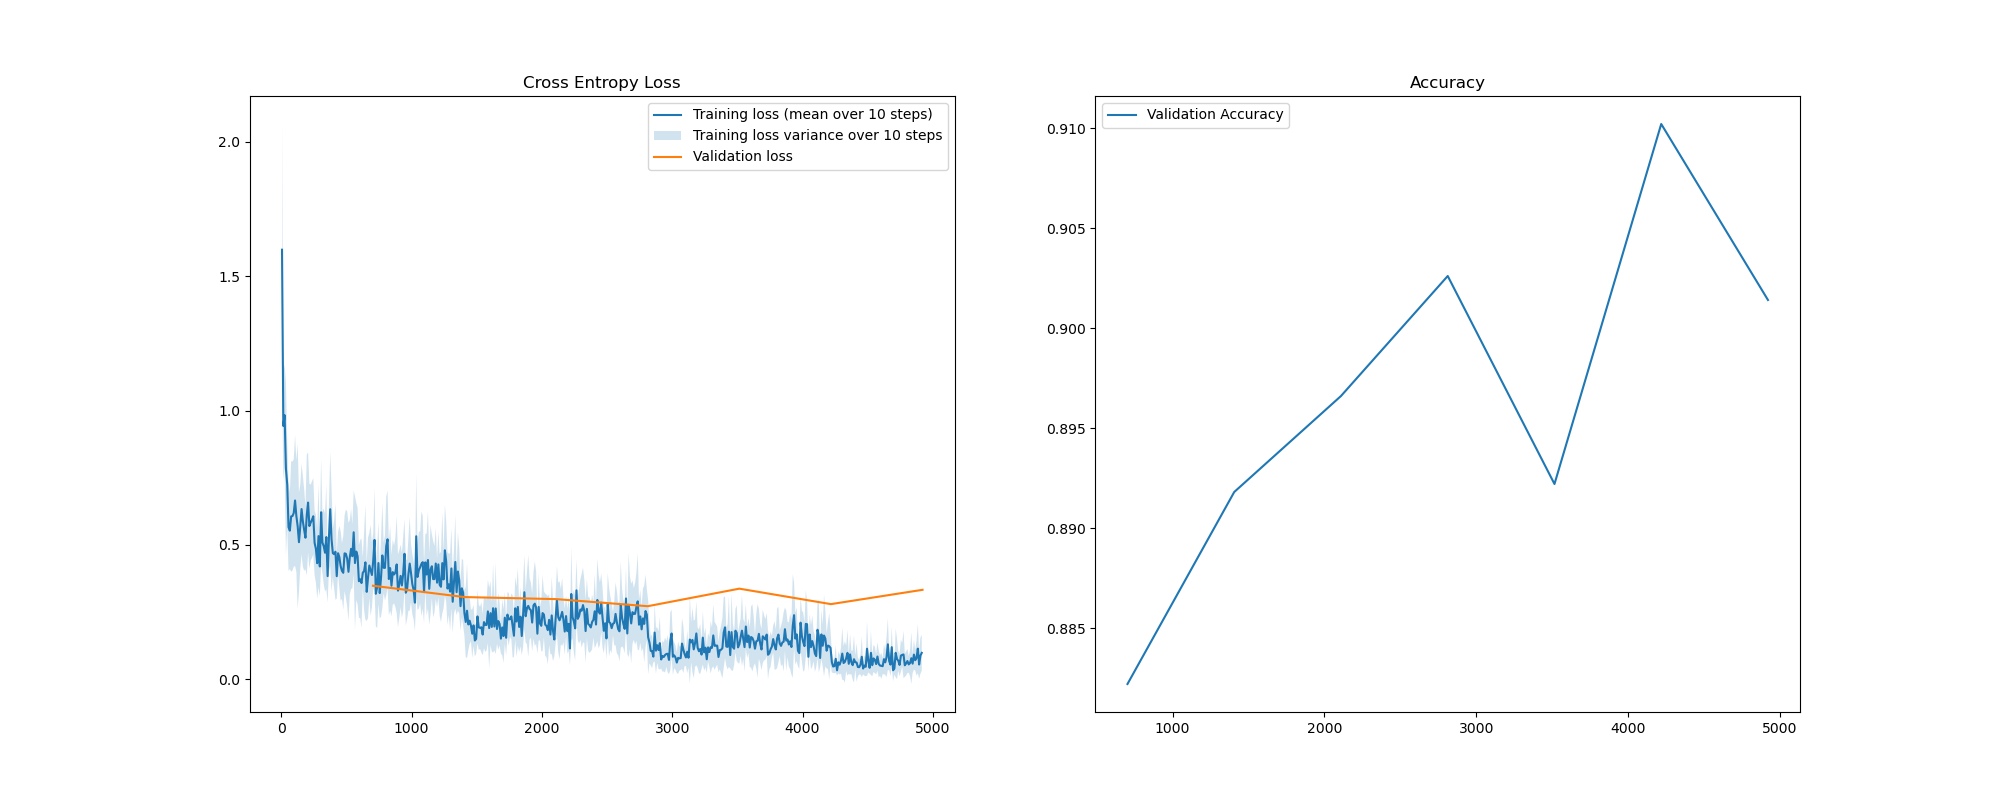 Cross Entropy Loss
Training loss (mean over 10 steps)
Training loss variance over 10 steps
Validation loss
2.0
1.5
1.0
0.5
0.0
0 1000 2000 3000 4000 5000
Accuracy
Validation Accuracy
0.910
0.905
0.900
0.895
0.890
0.885
1000 2000 3000 4000 5000